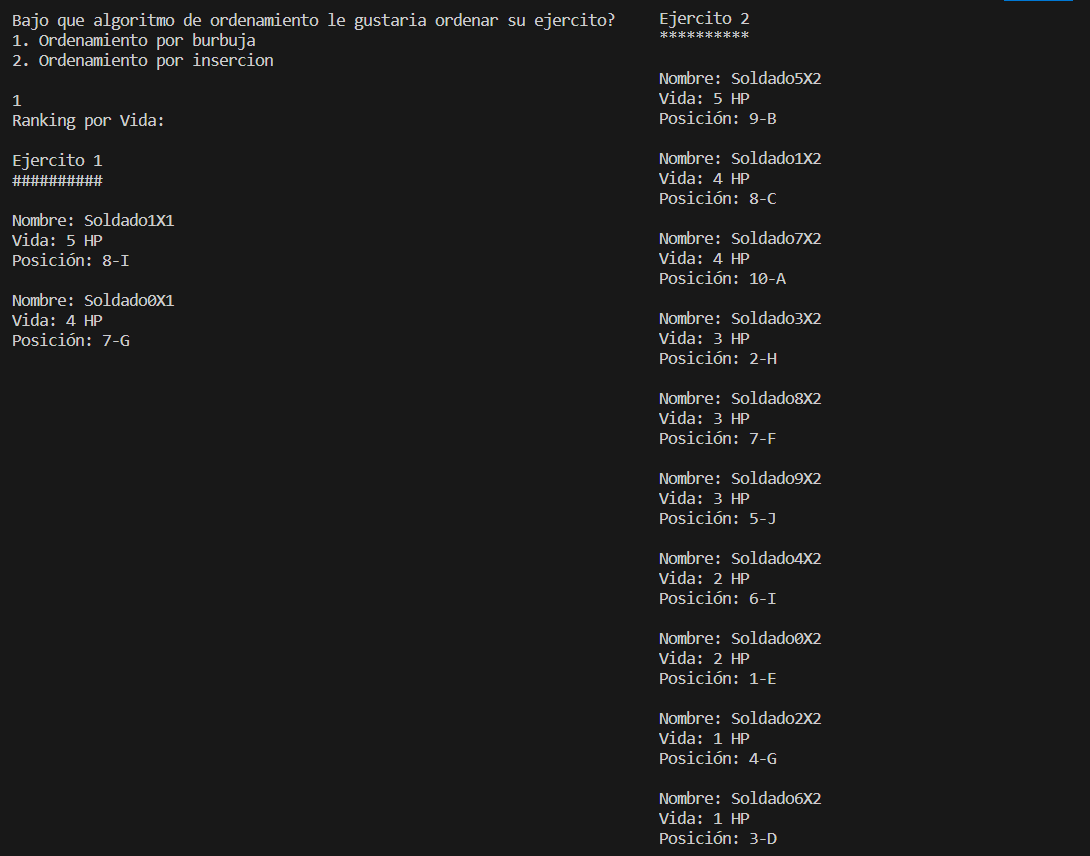 Bajo que algoritmo de ordenamiento le gustaria ordenar su ejercito?
1. Ordenamiento por burbuja
2. Ordenamiento por insercion
1
Ranking por Vida:
Ejercito 1
##########
Nombre: Soldado1X1
Vida: 5 HP
Posición: 8-I
Nombre: Soldado0X1
Vida: 4 HP
Posición: 7-G
Ejercito 2
**********
Nombre: Soldado5X2
Vida: 5 HP
Posición: 9-B
Nombre: Soldado1X2
Vida: 4 HP
Posición: 8-C
Nombre: Soldado7X2
Vida: 4 HP
Posición: 10-A
Nombre: Soldado3X2
Vida: 3 HP
Posición: 2-H
Nombre: Soldado8X2
Vida: 3 HP
Posición: 7-F
Nombre: Soldado9X2
Vida: 3 HP
Posición: 5-J
Nombre: Soldado4X2
Vida: 2 HP
Posición: 6-I
Nombre: Soldado0X2
Vida: 2 HP
Posición: 1-E
Nombre: Soldado2X2
Vida: 1 HP
Posición: 4-G
Nombre: Soldado6X2
Vida: 1 HP
Posición: 3-D